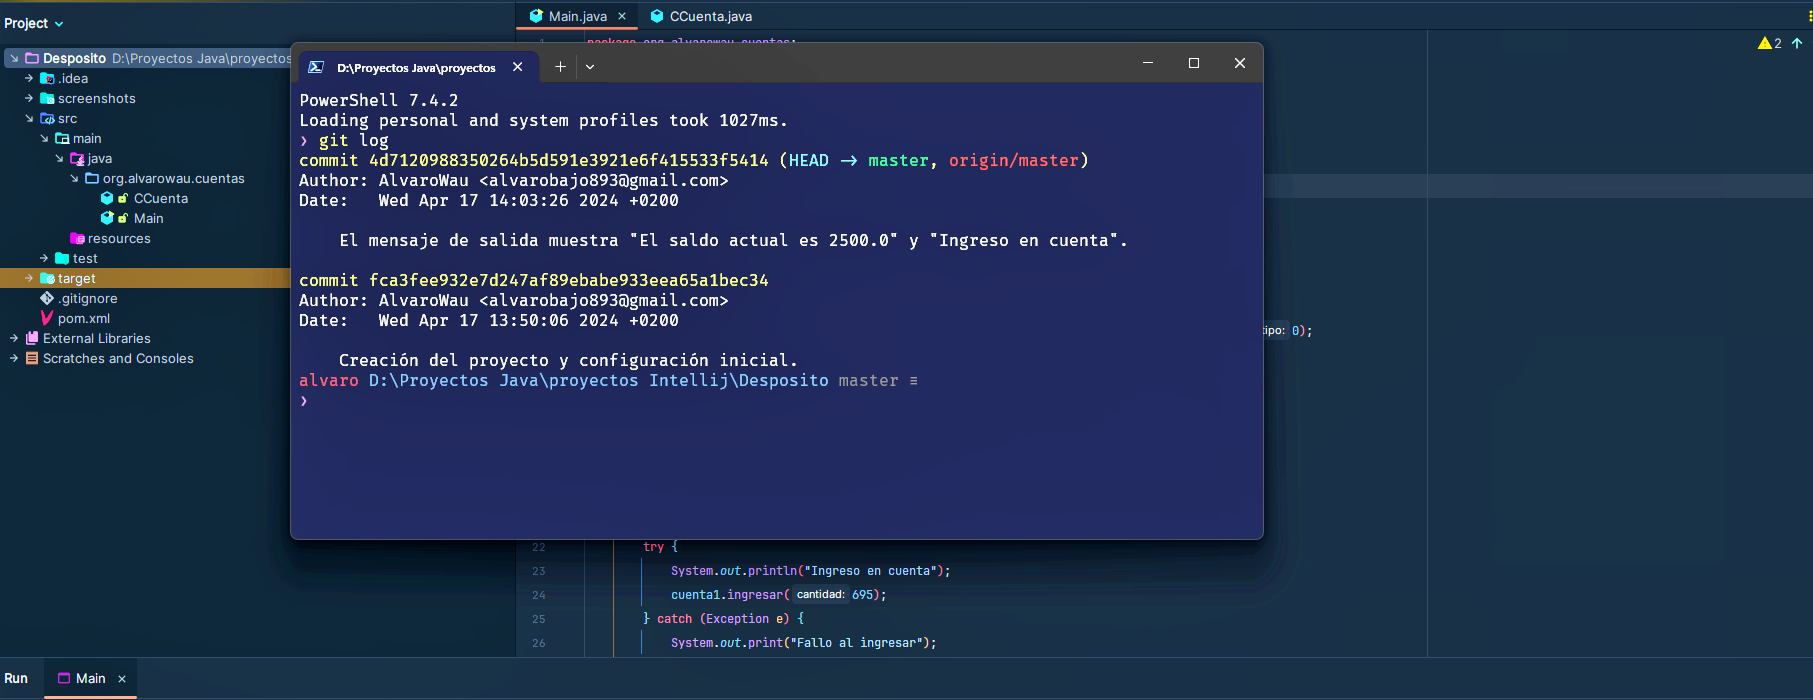 Project
Main.java
CCuenta.java
Desposito D:\Proyectos Java\proyectos
.idea
screenshots
src
main
java
org.alvarowau.cuentas
CCuenta
Main
resources
test
target
.gitignore
pom.xml
External Libraries
Scratches and Consoles
1 package org.alvarowau.cuentas;
2
D:\Proyectos Java\proyectos
PowerShell 7.4.2
Loading personal and system profiles took 1027ms.
❯ git log
commit 4d7120988350264b5d591e3921e6f415533f5414 (HEAD → master, origin/master)
Author: AlvaroWau <alvarobajo893@gmail.com>
Date:   Wed Apr 17 14:03:26 2024 +0200
El mensaje de salida muestra "El saldo actual es 2500.0" y "Ingreso en cuenta".
commit fca3fee932e7d247af89ebabe933eea65a1bec34
Author: AlvaroWau <alvarobajo893@gmail.com>
Date:   Wed Apr 17 13:50:06 2024 +0200
Creación del proyecto y configuración inicial.
alvaro D:\Proyectos Java\proyectos Intellij\Desposito master ≡
❯
tipo: 0);
22 try {
23 System.out.println("Ingreso en cuenta");
24 cuenta1.ingresar( cantidad: 695);
25 } catch (Exception e) {
26 System.out.print("Fallo al ingresar");
Run
Main